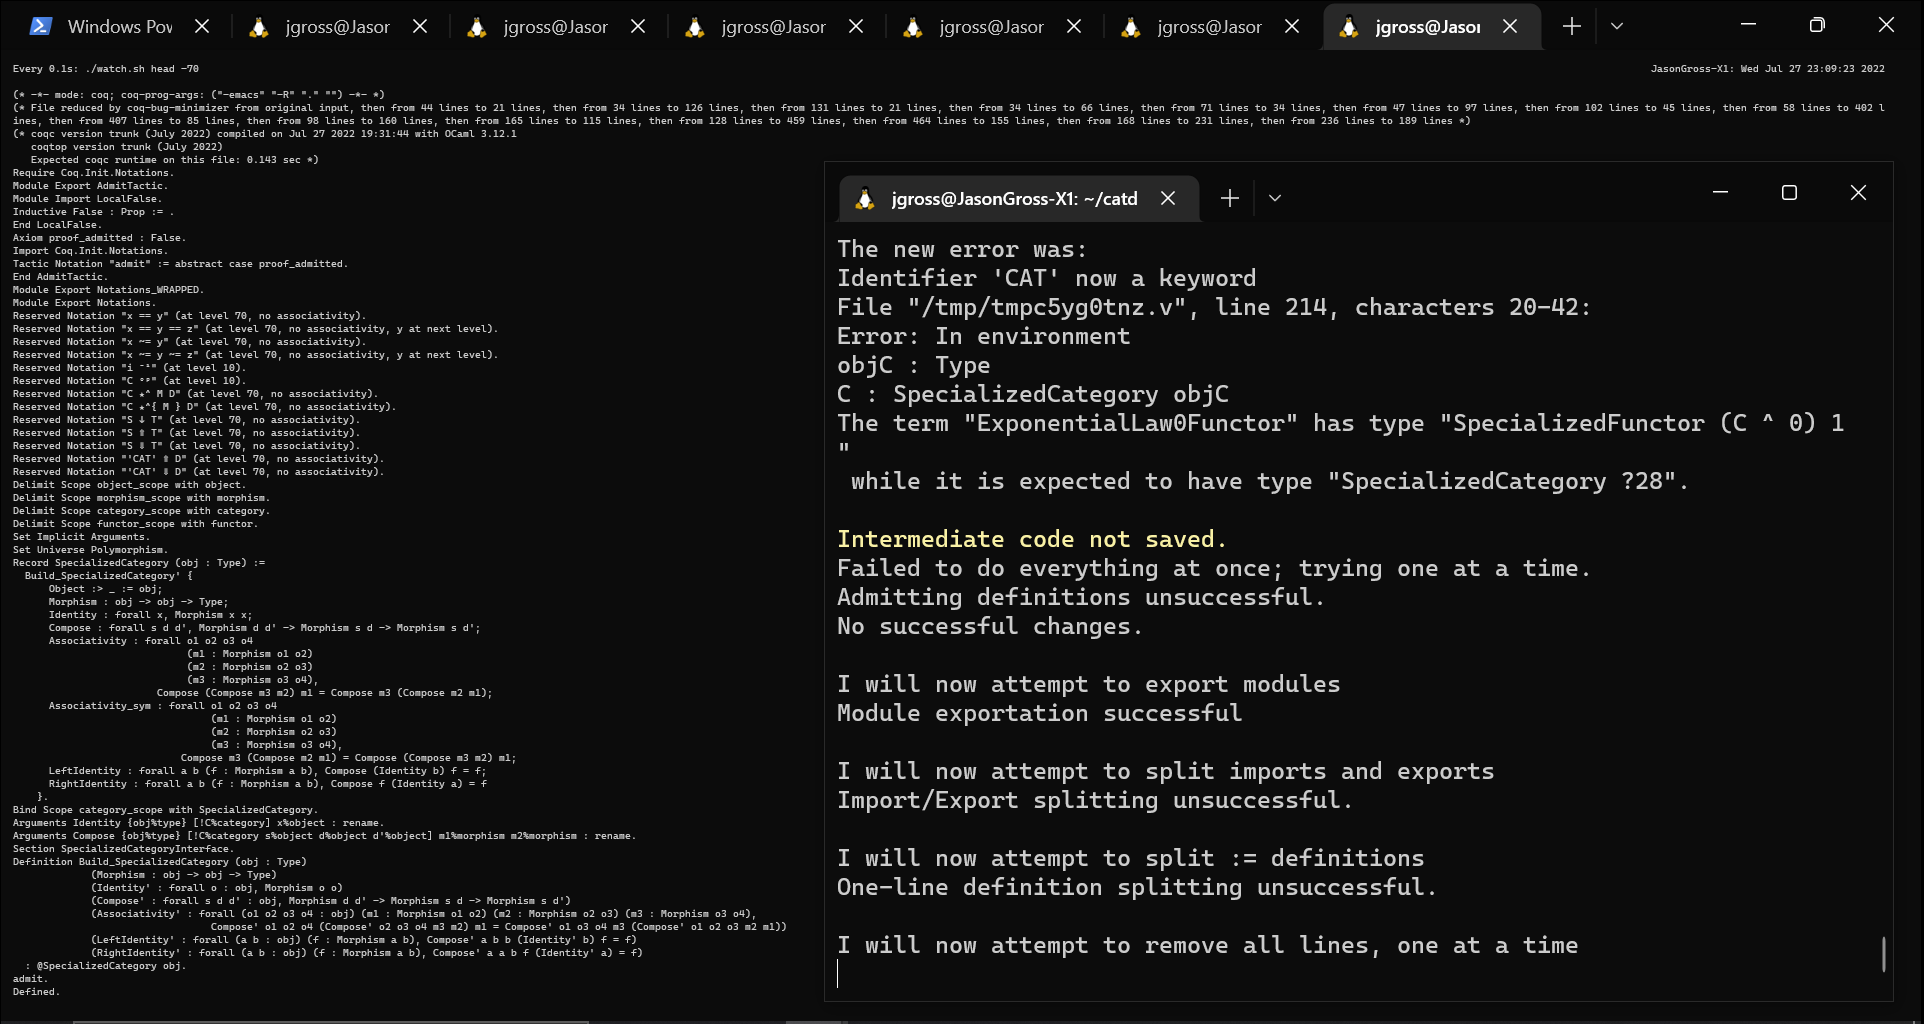 Windows Pov
jgross@Jasor
jgross@Jasor
jgross@Jasor
jgross@Jasor
jgross@Jasor
jgross@Jasor
Every 0.1s: ./watch.sh head -70
JasonGross-X1: Wed Jul 27 23:09:23 2022
(* -*- mode: coq; coq-prog-args: ("-emacs" "-R" "." "") -*- *)
(* File reduced by coq-bug-minimizer from original input, then from 44 lines to 21 lines, then from 34 lines to 126 lines, then from 131 lines to 21 lines, then from 34 lines to 66 lines, then from 71 lines to 34 lines, then from 47 lines to 97 lines, then from 102 lines to 45 lines, then from 58 lines to 402 l
ines, then from 407 lines to 85 lines, then from 98 lines to 160 lines, then from 165 lines to 115 lines, then from 128 lines to 459 lines, then from 464 lines to 155 lines, then from 168 lines to 231 lines, then from 236 lines to 189 lines *)
(* coqc version trunk (July 2022) compiled on Jul 27 2022 19:31:44 with OCaml 3.12.1
   coqtop version trunk (July 2022)
   Expected coqc runtime on this file: 0.143 sec *)
Require Coq.Init.Notations.
Module Export AdmitTactic.
Module Import LocalFalse.
Inductive False : Prop := .
End LocalFalse.
Axiom proof_admitted : False.
Import Coq.Init.Notations.
Tactic Notation "admit" := abstract case proof_admitted.
End AdmitTactic.
Module Export Notations_WRAPPED.
Module Export Notations.
Reserved Notation "x == y" (at level 70, no associativity).
Reserved Notation "x == y == z" (at level 70, no associativity, y at next level).
Reserved Notation "x ~= y" (at level 70, no associativity).
Reserved Notation "x ~= y ~= z" (at level 70, no associativity, y at next level).
Reserved Notation "i ⁻¹" (at level 10).
Reserved Notation "C ᵒᵖ" (at level 10).
Reserved Notation "C ★^ M D" (at level 70, no associativity).
Reserved Notation "C ★^{ M } D" (at level 70, no associativity).
Reserved Notation "S ↓ T" (at level 70, no associativity).
Reserved Notation "S ⇑ T" (at level 70, no associativity).
Reserved Notation "S ⇓ T" (at level 70, no associativity).
Reserved Notation "'CAT' ⇑ D" (at level 70, no associativity).
Reserved Notation "'CAT' ⇓ D" (at level 70, no associativity).
Delimit Scope object_scope with object.
Delimit Scope morphism_scope with morphism.
Delimit Scope category_scope with category.
Delimit Scope functor_scope with functor.
Set Implicit Arguments.
Set Universe Polymorphism.
Record SpecializedCategory (obj : Type) :=
  Build_SpecializedCategory' {
      Object :> _ := obj;
      Morphism : obj -> obj -> Type;
      Identity : forall x, Morphism x x;
      Compose : forall s d d', Morphism d d' -> Morphism s d -> Morphism s d';
      Associativity : forall o1 o2 o3 o4
                             (m1 : Morphism o1 o2)
                             (m2 : Morphism o2 o3)
                             (m3 : Morphism o3 o4),
                        Compose (Compose m3 m2) m1 = Compose m3 (Compose m2 m1);
      Associativity_sym : forall o1 o2 o3 o4
                                 (m1 : Morphism o1 o2)
                                 (m2 : Morphism o2 o3)
                                 (m3 : Morphism o3 o4),
                            Compose m3 (Compose m2 m1) = Compose (Compose m3 m2) m1;
      LeftIdentity : forall a b (f : Morphism a b), Compose (Identity b) f = f;
      RightIdentity : forall a b (f : Morphism a b), Compose f (Identity a) = f
    }.
Bind Scope category_scope with SpecializedCategory.
Arguments Identity {obj%type} [!C%category] x%object : rename.
Arguments Compose {obj%type} [!C%category s%object d%object d'%object] m1%morphism m2%morphism : rename.
Section SpecializedCategoryInterface.
Definition Build_SpecializedCategory (obj : Type)
             (Morphism : obj -> obj -> Type)
             (Identity' : forall o : obj, Morphism o o)
             (Compose' : forall s d d' : obj, Morphism d d' -> Morphism s d -> Morphism s d')
             (Associativity' : forall (o1 o2 o3 o4 : obj) (m1 : Morphism o1 o2) (m2 : Morphism o2 o3) (m3 : Morphism o3 o4),
                                 Compose' o1 o2 o4 (Compose' o2 o3 o4 m3 m2) m1 = Compose' o1 o3 o4 m3 (Compose' o1 o2 o3 m2 m1))
             (LeftIdentity' : forall (a b : obj) (f : Morphism a b), Compose' a b b (Identity' b) f = f)
             (RightIdentity' : forall (a b : obj) (f : Morphism a b), Compose' a a b f (Identity' a) = f)
  : @SpecializedCategory obj.
admit.
Defined.
jgross@JasonGross-X1: ~/catd
The new error was:
Identifier 'CAT' now a keyword
File "/tmp/tmpc5yg0tnz.v", line 214, characters 20-42:
Error: In environment
objC : Type
C : SpecializedCategory objC
The term "ExponentialLaw0Functor" has type "SpecializedFunctor (C ^ 0) 1
"
 while it is expected to have type "SpecializedCategory ?28".
Intermediate code not saved.
Failed to do everything at once; trying one at a time.
Admitting definitions unsuccessful.
No successful changes.
I will now attempt to export modules
Module exportation successful
I will now attempt to split imports and exports
Import/Export splitting unsuccessful.
I will now attempt to split := definitions
One-line definition splitting unsuccessful.
I will now attempt to remove all lines, one at a time